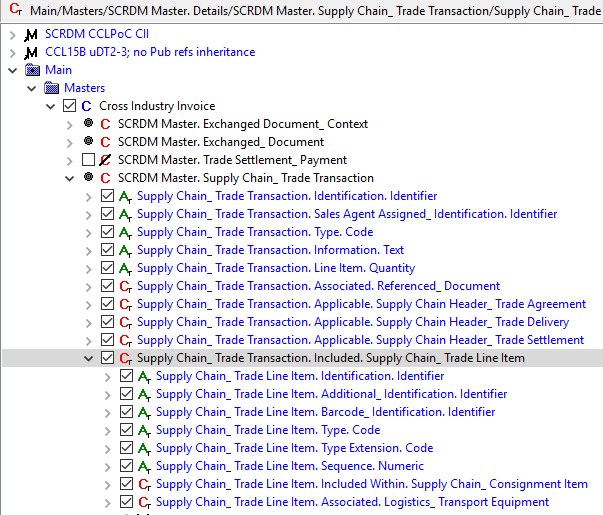 Main/Masters/SCRDM Master. Details/SCRDM Master. Supply Chain_ Trade Transaction/Supply Chain_ Trade
SCRDM CCLPoC CII
CCL15B uDT2-3; no Pub refs inheritance
Main
Masters
Cross Industry Invoice
SCRDM Master. Exchanged Document_ Context
SCRDM Master. Exchanged_ Document
SCRDM Master. Trade Settlement_ Payment
SCRDM Master. Supply Chain_ Trade Transaction
Supply Chain_ Trade Transaction. Identification. Identifier
Supply Chain_ Trade Transaction. Sales Agent Assigned_ Identification. Identifier
Supply Chain_ Trade Transaction. Type. Code
Supply Chain_ Trade Transaction. Information. Text
Supply Chain_ Trade Transaction. Line Item. Quantity
Supply Chain_ Trade Transaction. Associated. Referenced_ Document
Supply Chain_ Trade Transaction. Applicable. Supply Chain Header_ Trade Agreement
Supply Chain_ Trade Transaction. Applicable. Supply Chain Header_ Trade Delivery
Supply Chain_ Trade Transaction. Applicable. Supply Chain Header_ Trade Settlement
Supply Chain_ Trade Transaction. Included. Supply Chain_ Trade Line Item
Supply Chain_ Trade Line Item. Identification. Identifier
Supply Chain_ Trade Line Item. Additional_ Identification. Identifier
Supply Chain_ Trade Line Item. Barcode_ Identification. Identifier
Supply Chain_ Trade Line Item. Type. Code
Supply Chain_ Trade Line Item. Type Extension. Code
Supply Chain_ Trade Line Item. Sequence. Numeric
Supply Chain_ Trade Line Item. Included Within. Supply Chain_ Consignment Item
Supply Chain_ Trade Line Item. Associated. Logistics_ Transport Equipment